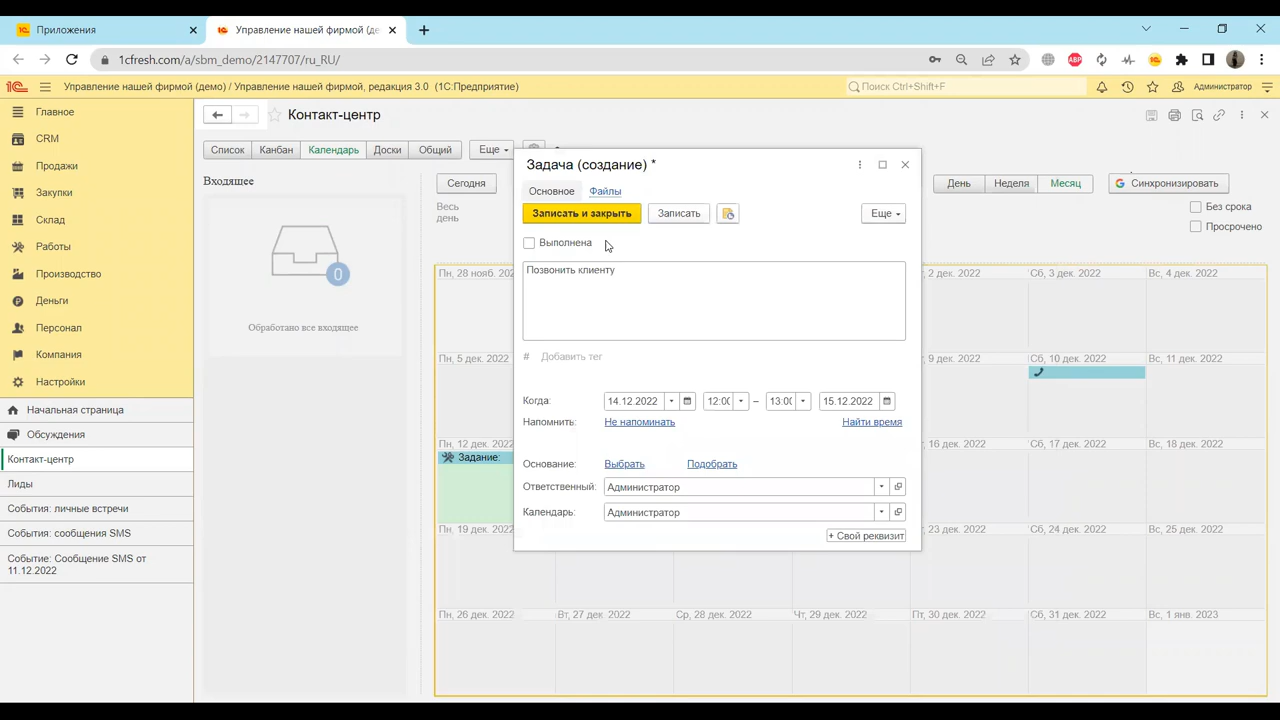 Приложения
Управление нашей фирмой (де
1cfresh.com/a/sbm_demo/2147707/ru_RU/
ABP
1С
Управление нашей фирмой (демо) / Управление нашей фирмой, редакция 3.0 (1С:Предприятие)
Поиск Ctrl+Shift+F
Администратор
Главное
CRM
Продажи
Закупки
Склад
Работы
Производство
Деньги
Персонал
Компания
Настройки
Начальная страница
Обсуждения
Контакт-центр
Лиды
События: личные встречи
События: сообщения SMS
Событие: Сообщение SMS от
11.12.2022
Контакт-центр
Список Канбан Календарь Доски Общий Еще
Входящее
0
Обработано все входящее
Сегодня
День Неделя Месяц
Синхронизировать
Весь
день
Без срока
Просрочено
Задача (создание) *
Основное Файлы
Записать и закрыть Записать Еще
Выполнена
Позвонить клиенту
# Добавить тег
Когда: 14.12.2022 12:00 – 13:00 15.12.2022
Напомнить: Не напоминать Найти время
Основание: Выбрать Подобрать
Ответственный: Администратор
Календарь: Администратор
+ Свой реквизит
Пн, 28 нояб. 2022 2 дек. 2022 Сб, 3 дек. 2022 Вс, 4 дек. 2022
Пн, 5 дек. 2022 9 дек. 2022 Сб, 10 дек. 2022 Вс, 11 дек. 2022
Пн, 12 дек. 2022 16 дек. 2022 Сб, 17 дек. 2022 Вс, 18 дек. 2022
Задание:
Пн, 19 дек. 2022 23 дек. 2022 Сб, 24 дек. 2022 Вс, 25 дек. 2022
Пн, 26 дек. 2022 Вт, 27 дек. 2022 Ср, 28 дек. 2022 Чт, 29 дек. 2022 Пт, 30 дек. 2022 Сб, 31 дек. 2022 Вс, 1 янв. 2023